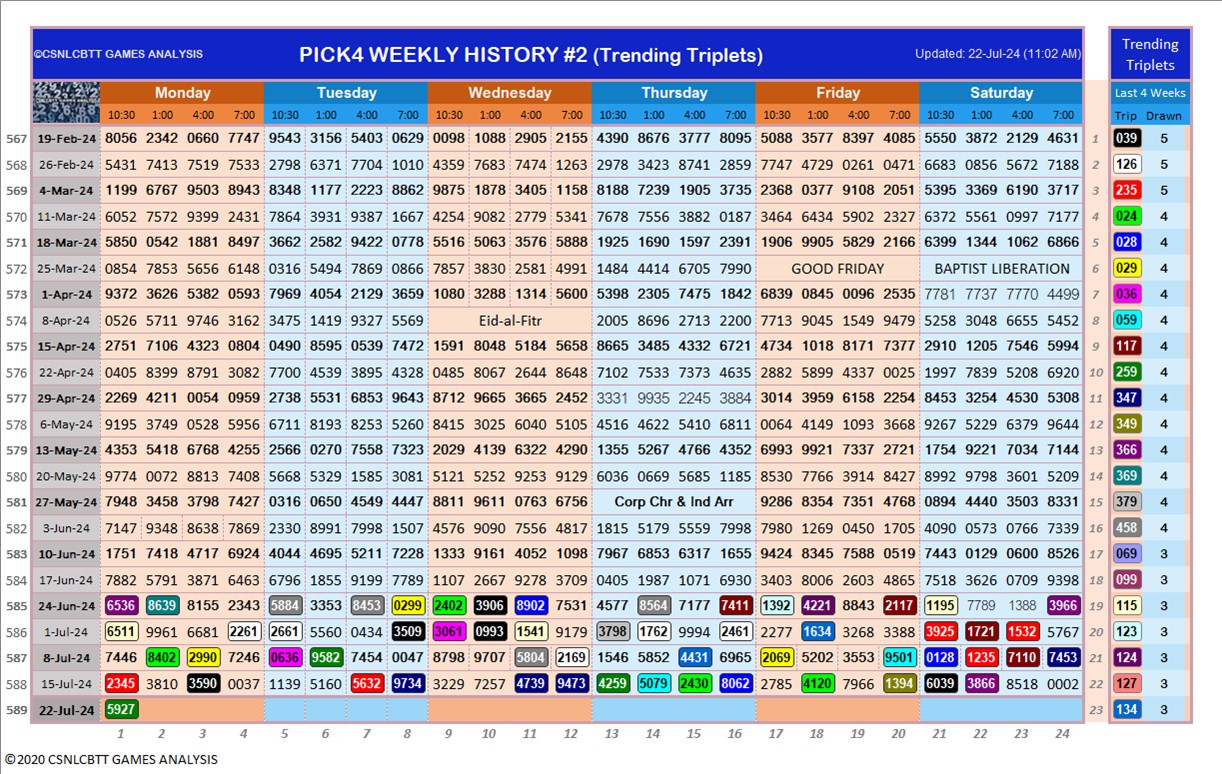 ©CSNLCBTT GAMES ANALYSIS PICK4 WEEKLY HISTORY #2 (Trending Triplets) Updated: 22-Jul-24 (11:02 AM) Trending
Triplets
Monday Tuesday Wednesday Thursday Friday Saturday Last 4 Weeks
10:30 1:00 4:00 7:00 10:30 1:00 4:00 7:00 10:30 1:00 4:00 7:00 10:30 1:00 4:00 7:00 10:30 1:00 4:00 7:00 10:30 1:00 4:00 7:00 Trip Drawn
567 19-Feb-24 8056 2342 0660 7747 9543 3156 5403 0629 0098 1088 2905 2155 4390 8676 3777 8095 5088 3577 8397 4085 5550 3872 2129 4631 1 039 5
568 26-Feb-24 5431 7413 7519 7533 2798 6371 7704 1010 4359 7683 7474 1263 2978 3423 8741 2859 7747 4729 0261 0471 6683 0856 5672 7188 2 126 5
569 4-Mar-24 1199 6767 9503 8943 8348 1177 2223 8862 9875 1878 3405 1158 8188 7239 1905 3735 2368 0377 9108 2051 5395 3369 6190 3717 3 235 5
570 11-Mar-24 6052 7572 9399 2431 7864 3931 9387 1667 4254 9082 2779 5341 7678 7556 3882 0187 3464 6434 5902 2327 6372 5561 0997 7177 4 024 4
571 18-Mar-24 5850 0542 1881 8497 3662 2582 9422 0778 5516 5063 3576 5888 1925 1690 1597 2391 1906 9905 5829 2166 6399 1344 1062 6866 5 028 4
572 25-Mar-24 0854 7853 5656 6148 0316 5494 7869 0866 7857 3830 2581 4991 1484 4414 6705 7990 GOOD FRIDAY BAPTIST LIBERATION 6 029 4
573 1-Apr-24 9372 3626 5382 0593 7969 4054 2129 3659 1080 3288 1314 5600 5398 2305 7475 1842 6839 0845 0096 2535 7781 7737 7770 4499 7 036 4
574 8-Apr-24 0526 5711 9746 3162 3475 1419 9327 5569 Eid-al-Fitr 2005 8696 2713 2200 7713 9045 1549 9479 5258 3048 6655 5452 8 059 4
575 15-Apr-24 2751 7106 4323 0804 0490 8595 0539 7472 1591 8048 5184 5658 8665 3485 4332 6721 4734 1018 8171 7377 2910 1205 7546 5994 9 117 4
576 22-Apr-24 0405 8399 8791 3082 7700 4539 3895 4328 0485 8067 2644 8648 7102 7533 7373 4635 2882 5899 4337 0025 1997 7839 5208 6920 10 259 4
577 29-Apr-24 2269 4211 0054 0959 2738 5531 6853 9643 8712 9665 3665 2452 3331 9935 2245 3884 3014 3959 6158 2254 8453 3254 4530 5308 11 347 4
578 6-May-24 9195 3749 0528 5956 6711 8193 8253 5260 8415 3025 6040 5105 4516 4622 5410 6811 0064 4149 1093 3668 9267 5229 6379 9644 12 349 4
579 13-May-24 4353 5418 6768 4255 2566 0270 7558 7323 2029 4139 6322 4290 1355 5267 4766 4352 6993 9921 7337 2721 1754 9221 7034 7144 13 366 4
580 20-May-24 9774 0072 8813 7408 5668 5329 1585 3081 1221 5252 9253 9129 6036 0669 5685 1185 8530 7766 3914 8427 8992 9798 3601 5209 14 369 4
581 27-May-24 7948 3458 3798 7427 0316 0650 4549 4447 9811 9611 0763 6756 Corp Chr & Ind Arr 9286 8354 7351 4768 0894 4440 3503 8331 15 379 4
582 3-Jun-24 7147 9348 8638 7869 2330 8991 7998 1507 4576 9090 7556 4817 1815 5179 5559 7998 7980 1269 0450 1705 4090 0573 0766 7339 16 458 4
583 10-Jun-24 1751 7418 4717 6924 4044 4695 5211 7228 1333 9161 4052 1098 7967 6853 6317 1655 9424 8345 7588 0519 7443 0129 0600 8526 17 069 3
584 17-Jun-24 7882 5791 3871 6463 6796 1855 9199 7789 1107 2667 9278 3709 0405 1987 1071 6930 3403 8006 2603 4865 7518 3626 0709 9398 18 099 3
585 24-Jun-24 6536 8639 8155 2343 5884 3353 8453 0299 2402 3906 8902 7531 4577 8564 7177 7411 1392 4221 8843 2117 1195 7789 1388 3966 19 115 3
586 1-Jul-24 6511 9961 6681 2261 2661 5560 0434 3509 3061 0993 1541 9179 3798 1762 9994 2461 2277 1634 3268 3388 3925 1721 1532 5767 20 123 3
587 8-Jul-24 7446 8402 2990 7246 0636 9582 7454 0047 8798 9707 5804 2169 1546 5852 4431 6965 2069 5202 3553 9501 0128 1235 7110 7453 21 124 3
588 15-Jul-24 2345 3810 3590 0037 1139 5160 5632 9734 3229 7257 4739 9473 4259 5079 2430 8062 2785 4120 7966 1394 6039 3866 8518 0002 22 127 3
589 22-Jul-24 5927 23 134 3
1 2 3 4 5 6 7 8 9 10 11 12 13 14 15 16 17 18 19 20 21 22 23 24
©2020 CSNLCBTT GAMES ANALYSIS